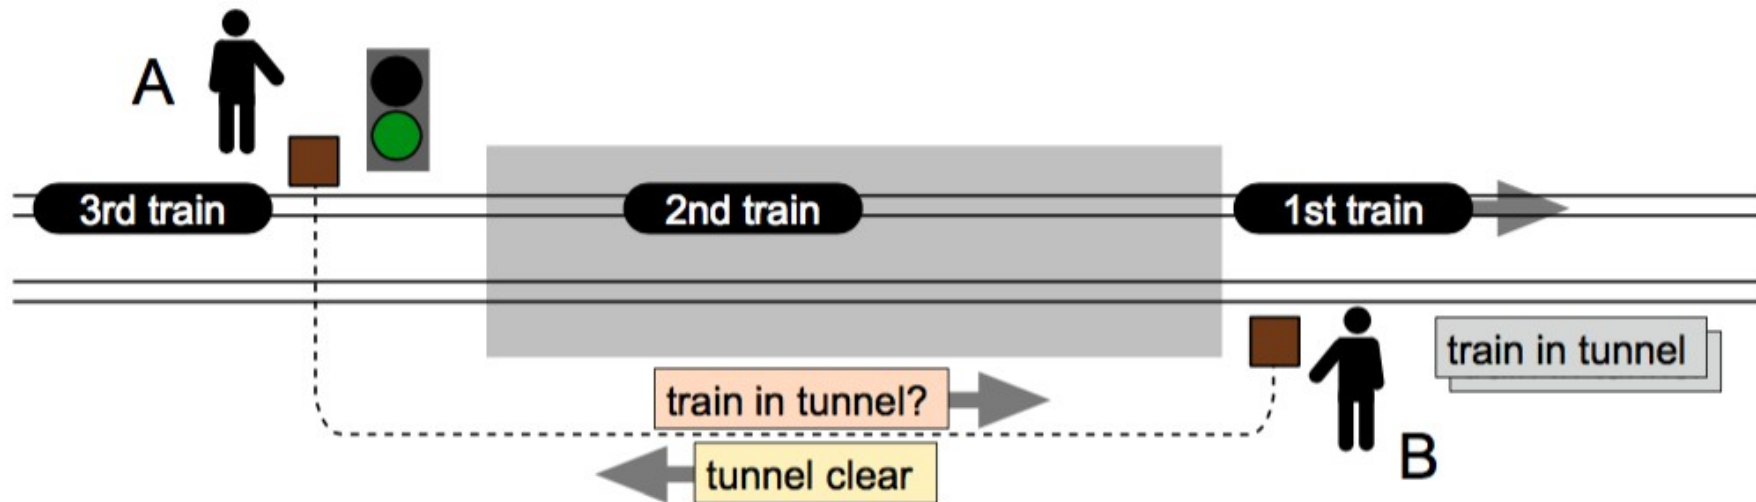 A
3rd train
2nd train
1st train
train in tunnel
train in tunnel?
tunnel clear
B